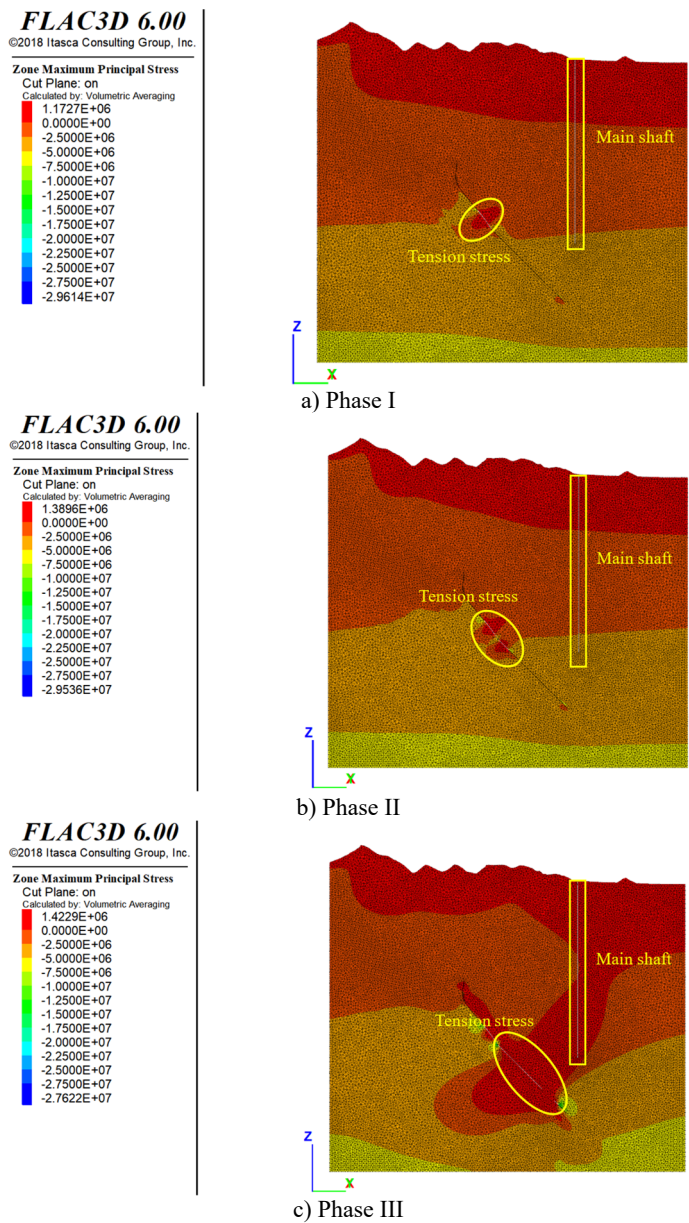 FLAC3D 6.00
©2018 Itasca Consulting Group, Inc.
Zone Maximum Principal Stress
Cut Plane: on
Calculated by: Volumetric Averaging
1.1727E+06
0.0000E+00
-2.5000E+06
-5.0000E+06
-7.5000E+06
-1.0000E+07
-1.2500E+07
-1.5000E+07
-1.7500E+07
-2.0000E+07
-2.2500E+07
-2.5000E+07
-2.7500E+07
-2.9614E+07
Main shaft
Tension stress
Z
X
a) Phase I
FLAC3D 6.00
©2018 Itasca Consulting Group, Inc.
Zone Maximum Principal Stress
Cut Plane: on
Calculated by: Volumetric Averaging
1.3896E+06
0.0000E+00
-2.5000E+06
-5.0000E+06
-7.5000E+06
-1.0000E+07
-1.2500E+07
-1.5000E+07
-1.7500E+07
-2.0000E+07
-2.2500E+07
-2.5000E+07
-2.7500E+07
-2.9536E+07
Main shaft
Tension stress
Z
X
b) Phase II
FLAC3D 6.00
©2018 Itasca Consulting Group, Inc.
Zone Maximum Principal Stress
Cut Plane: on
Calculated by: Volumetric Averaging
1.4229E+06
0.0000E+00
-2.5000E+06
-5.0000E+06
-7.5000E+06
-1.0000E+07
-1.2500E+07
-1.5000E+07
-1.7500E+07
-2.0000E+07
-2.2500E+07
-2.5000E+07
-2.7500E+07
-2.7622E+07
Main shaft
Tension stress
Z
X
c) Phase III